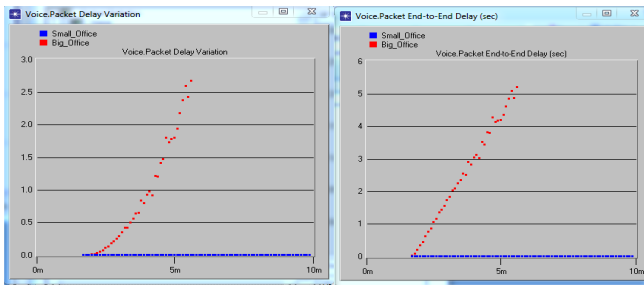 Voice.Packet Delay Variation
Small_Office
Big_Office
Voice.Packet Delay Variation
3.0
2.5
2.0
1.5
1.0
0.5
0.0
0m
5m
10m
Voice.Packet End-to-End Delay (sec)
Small_Office
Big_Office
Voice.Packet End-to-End Delay (sec)
6
5
4
3
2
1
0
0m
5m
10m